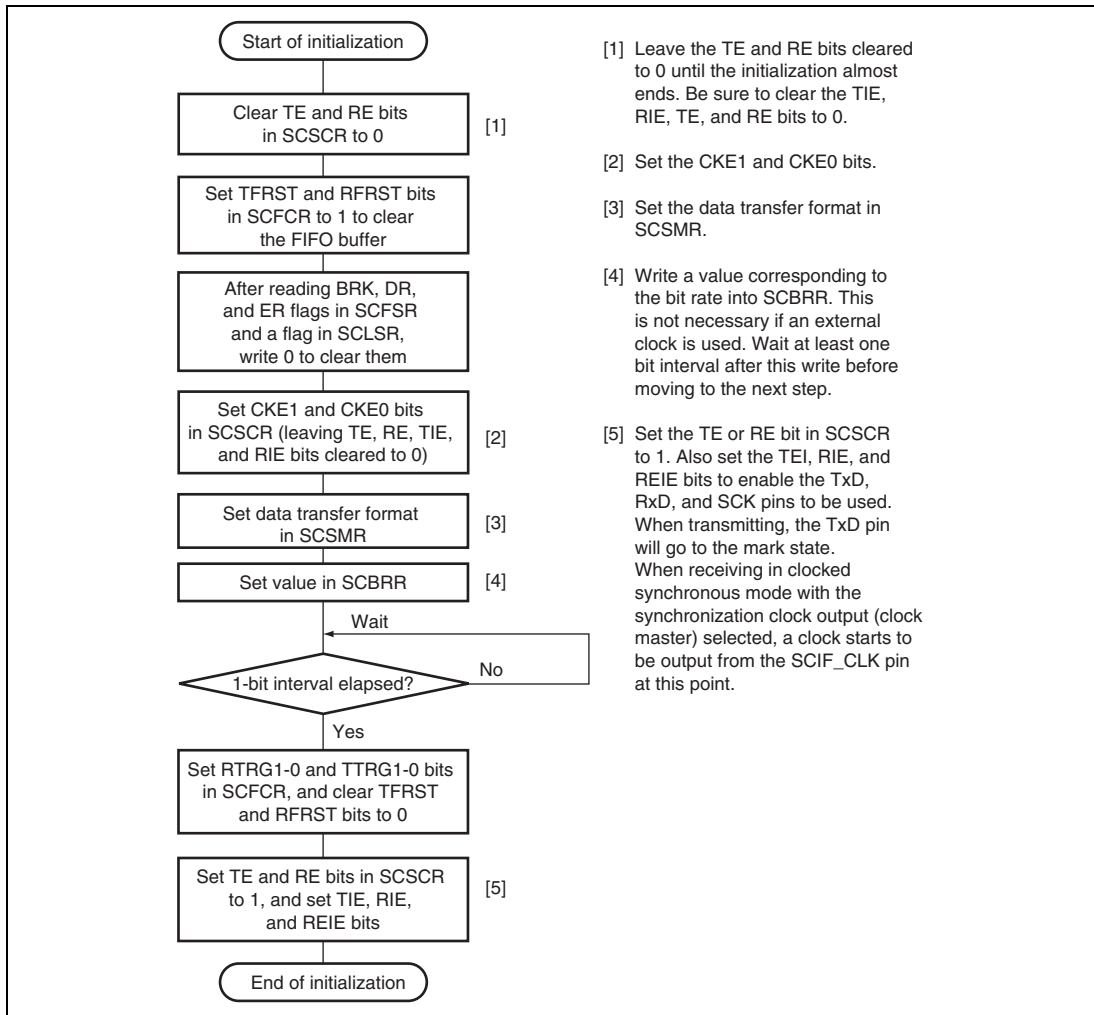 Start of initialization
Clear TE and RE bits
in SCSCR to 0
[1]
Set TFRST and RFRST bits
in SCFCR to 1 to clear
the FIFO buffer
After reading BRK, DR,
and ER flags in SCFSR
and a flag in SCLSR,
write 0 to clear them
Set CKE1 and CKE0 bits
in SCSCR (leaving TE, RE, TIE,
and RIE bits cleared to 0)
[2]
Set data transfer format
in SCSMR
[3]
Set value in SCBRR
[4]
Wait
1-bit interval elapsed?
No
Yes
Set RTRG1-0 and TTRG1-0 bits
in SCFCR, and clear TFRST
and RFRST bits to 0
Set TE and RE bits in SCSCR
to 1, and set TIE, RIE,
and REIE bits
[5]
End of initialization
[1] Leave the TE and RE bits cleared
to 0 until the initialization almost
ends. Be sure to clear the TIE,
RIE, TE, and RE bits to 0.
[2] Set the CKE1 and CKE0 bits.
[3] Set the data transfer format in
SCSMR.
[4] Write a value corresponding to
the bit rate into SCBRR. This
is not necessary if an external
clock is used. Wait at least one
bit interval after this write before
moving to the next step.
[5] Set the TE or RE bit in SCSCR
to 1. Also set the TEI, RIE, and
REIE bits to enable the TxD,
RxD, and SCK pins to be used.
When transmitting, the TxD pin
will go to the mark state.
When receiving in clocked
synchronous mode with the
synchronization clock output (clock
master) selected, a clock starts to
be output from the SCIF_CLK pin
at this point.